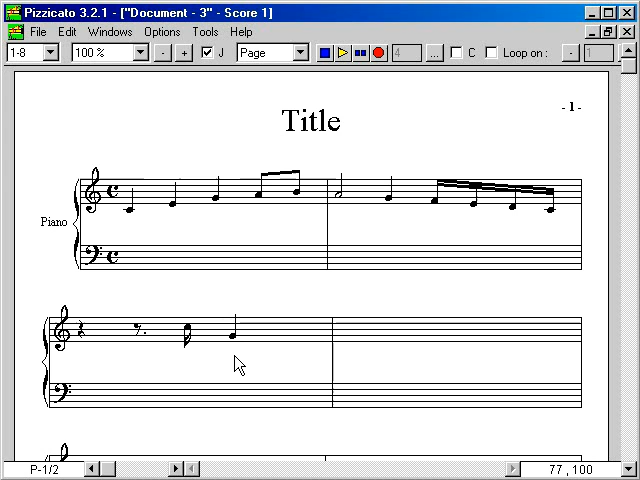 Pizzicato 3.2.1 - ["Document - 3" - Score 1]
File Edit Windows Options Tools Help
1-8 100 % - + J Page 4 ... C Loop on : - 1
- 1 -
Title
Piano
P-1/2 77 , 100